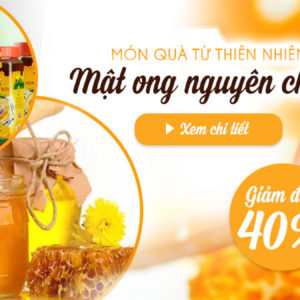 MÓN QUÀ TỪ THIÊN NHIÊN
Mật ong nguyên ch
Xem chi tiết
Giảm đ
40%